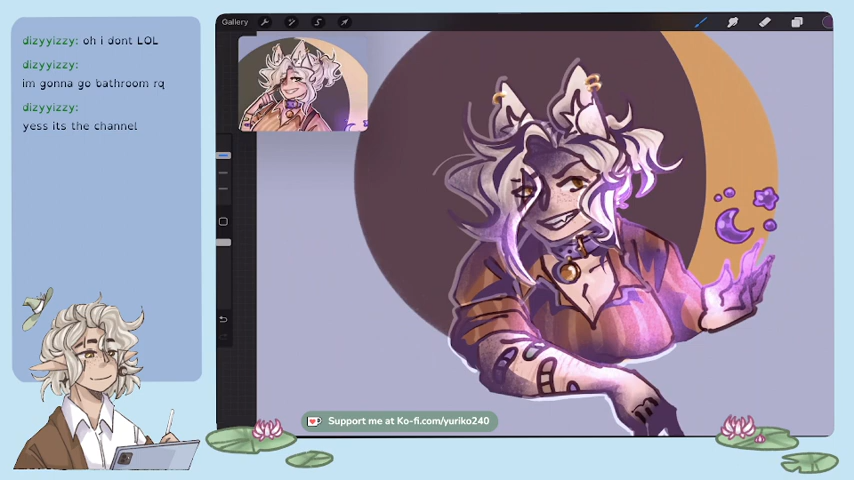 dizyyizzy: oh i dont LOL
dizyyizzy:
im gonna go bathroom rq
dizyyizzy:
yess its the channel
Gallery
Support me at Ko-fi.com/yuriko240